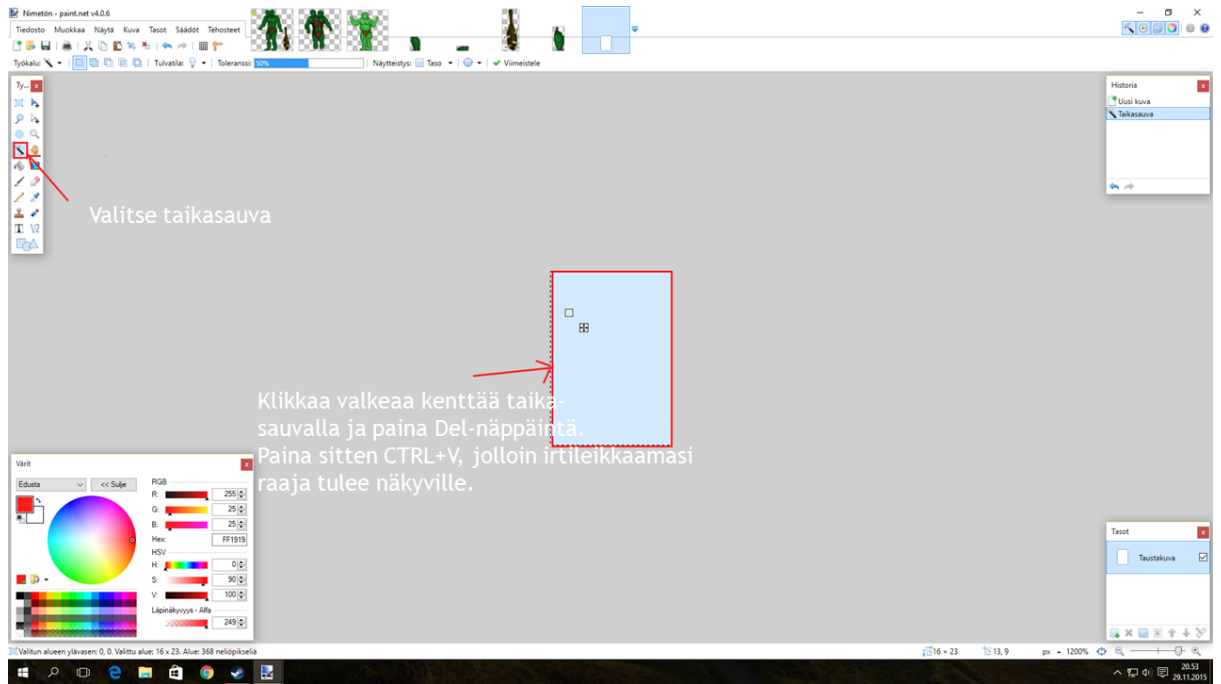 Nimetön - paint.net v4.0.6
Tiedosto Muokkaa Näytä Kuva Tasot Säädöt Tehosteet
Työkalu: Tulvatila: Toleranssi: 50% Näytteistys: Taso Viimeistele
Ty...
Valitse taikasauva
Historia
Uusi kuva
Taikasauva
Klikkaa valkeaa kenttää taika-
sauvalla ja paina Del-näppäintä.
Paina sitten CTRL+V, jolloin irtileikkaamasi
raaja tulee näkyville.
Värit
Edusta << Sulje
RGB
R: 255
G: 25
B: 25
Hex: FF1919
HSV
H: 0
S: 90
V: 100
Läpinäkyvyys - Alfa
249
Tasot
Taustakuva
Valitun alueen ylävasen: 0, 0. Valittu alue: 16 x 23. Alue: 368 neliöpikseliä
16 × 23 13, 9 px 1200%
20.53
29.11.2015